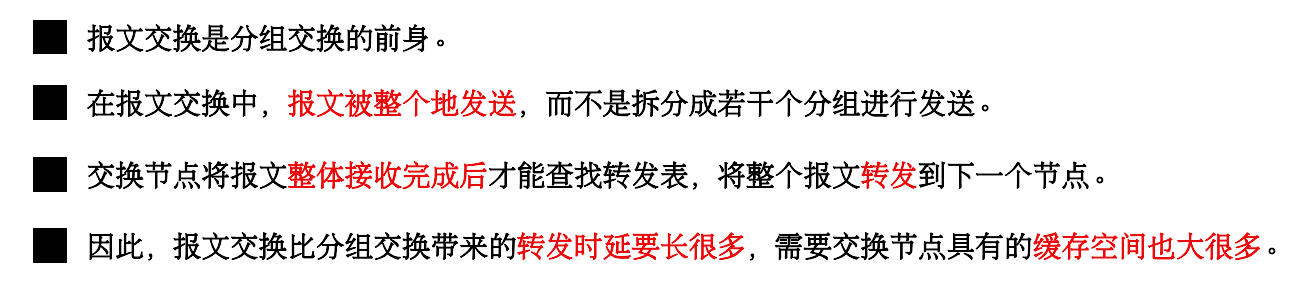 报文交换是分组交换的前身。
在报文交换中，报文被整个地发送，而不是拆分成若干个分组进行发送。
交换节点将报文整体接收完成后才能查找转发表，将整个报文转发到下一个节点。
因此，报文交换比分组交换带来的转发时延要长很多，需要交换节点具有的缓存空间也大很多。